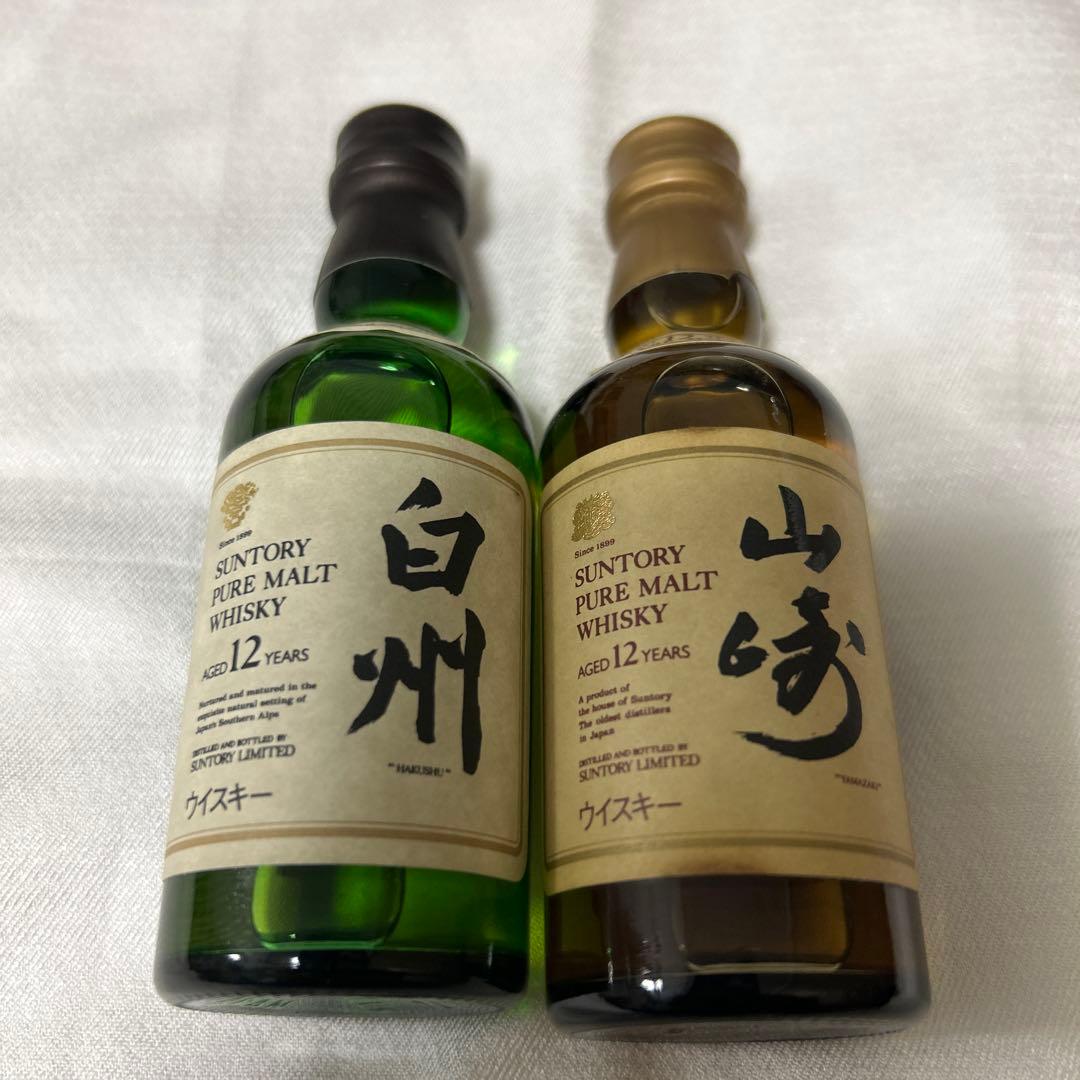 Since 1899
SUNTORY
PURE MALT
WHISKY
AGED 12 YEARS
Nurtured and matured in the
exquisite natural setting of
Japan's Southern Alps
DISTILLED AND BOTTLED BY
SUNTORY LIMITED
ウイスキー
白州
"HAKUSHU"
Since 1899
SUNTORY
PURE MALT
WHISKY
AGED 12 YEARS
A product of
the house of Suntory
The oldest distillers
in Japan
DISTILLED AND BOTTLED BY
SUNTORY LIMITED
ウイスキー
山崎
"YAMAZAKI"